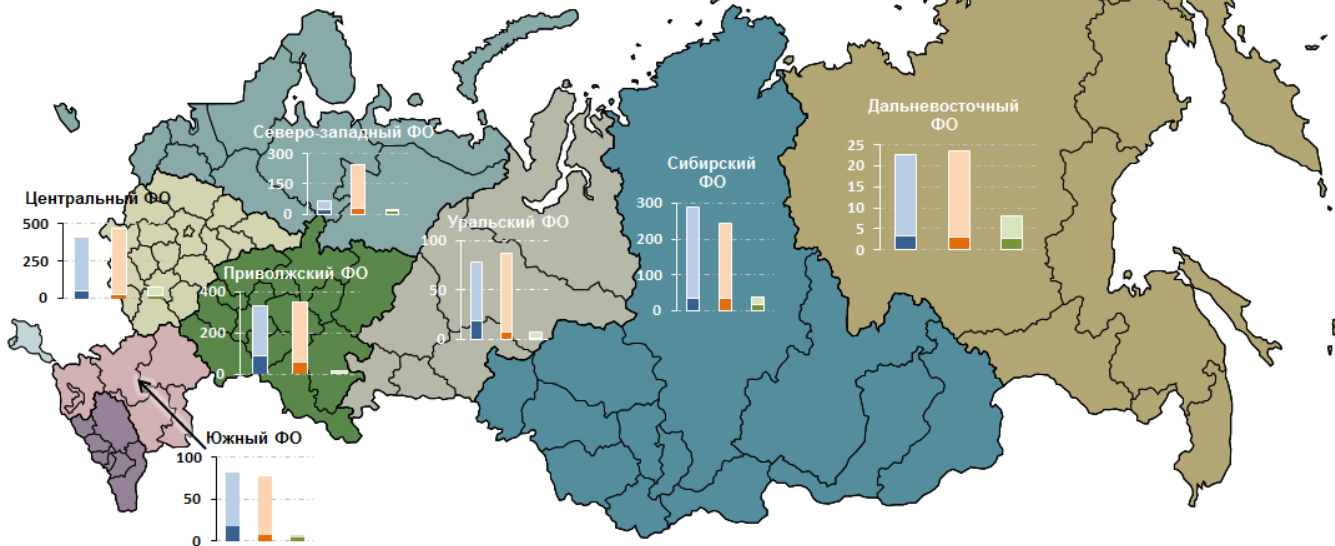 Дальневосточный
ФО
25
20
15
10
5
0
Северо-западный ФО
300
150
0
Сибирский
ФО
300
200
100
0
Центральный ФО
500
250
0
Уральский ФО
100
50
0
Приволжский ФО
400
200
0
Южный ФО
100
50
0